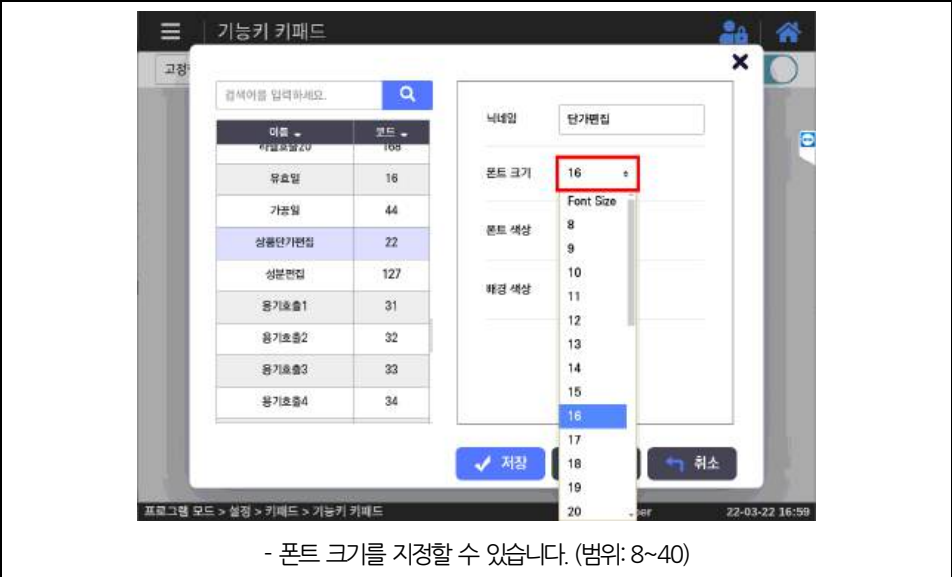 기능키 키패드
고정
검색어를 입력하세요.
이름 코드
라벨호출20 168
유효일 16
가공일 44
상품단가편집 22
성분편집 127
용기호출1 31
용기호출2 32
용기호출3 33
용기호출4 34
닉네임 단가편집
폰트 크기 16
폰트 색상
배경 색상
Font Size
8
9
10
11
12
13
14
15
16
17
18
19
20
저장
취소
프로그램 모드 > 설정 > 키패드 > 기능키 키패드
22-03-22 16:59
- 폰트 크기를 지정할 수 있습니다. (범위: 8~40)